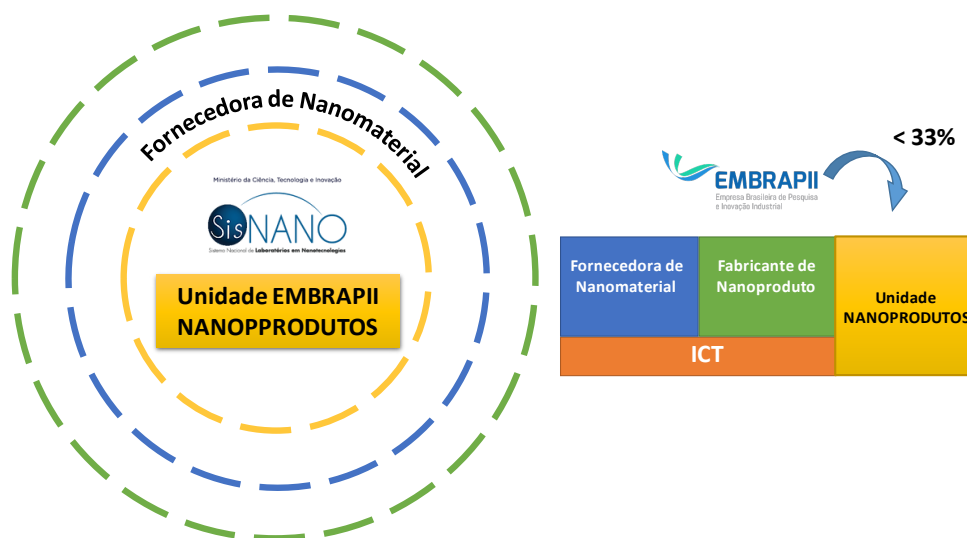 Fornecedora de Nanomaterial
Ministério da Ciência, Tecnologia e Inovação
SisNANO
Sistema Nacional de Laboratórios em Nanotecnologias
Unidade EMBRAPII
NANOPPRODUTOS
< 33%
EMBRAPII
Empresa Brasileira de Pesquisa
e Inovação Industrial
Fornecedora de
Nanomaterial
Fabricante de
Nanoproduto
Unidade
NANOPRODUTOS
ICT